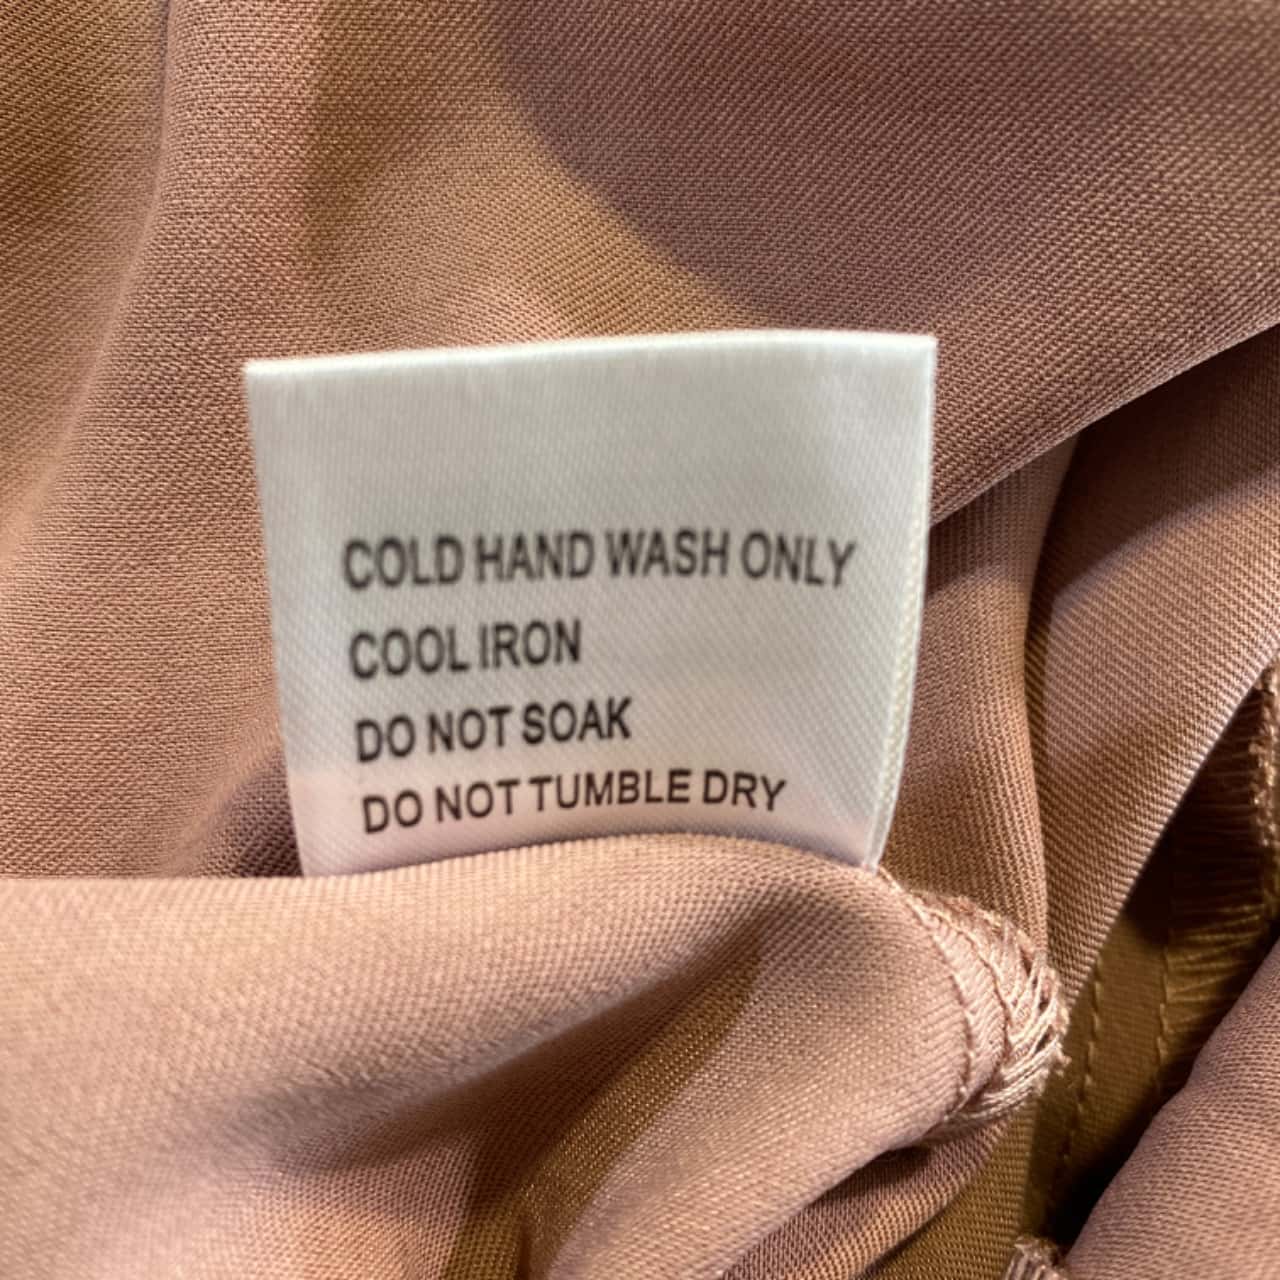 COLD HAND WASH ONLY
COOL IRON
DO NOT SOAK
DO NOT TUMBLE DRY